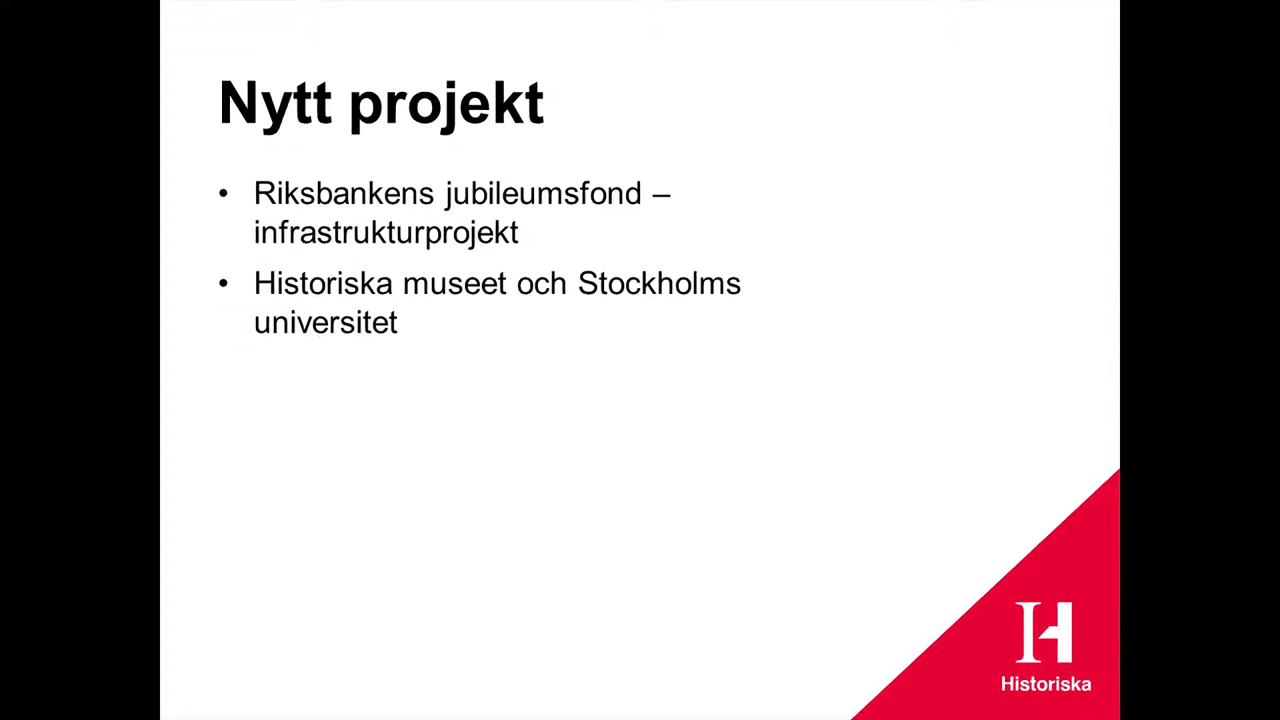 Nytt projekt
• Riksbankens jubileumsfond –
infrastrukturprojekt
• Historiska museet och Stockholms
universitet
H
Historiska